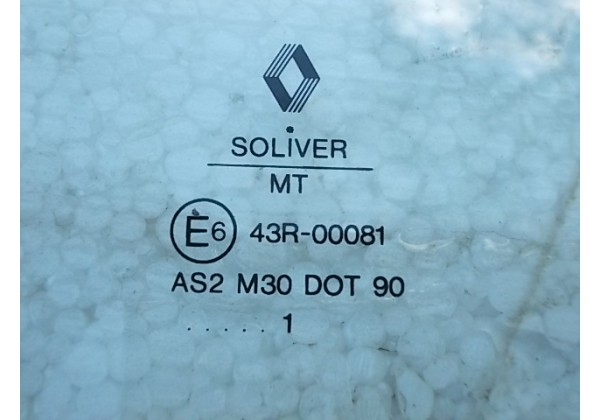 SOLIVER
MT
E6 43R-00081
AS2 M30 DOT 90
. . . . . 1